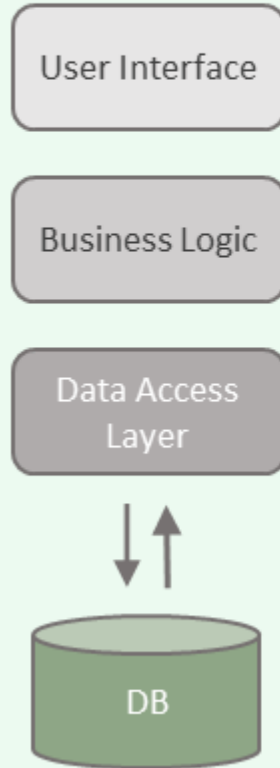 User Interface
Business Logic
Data Access
Layer
DB